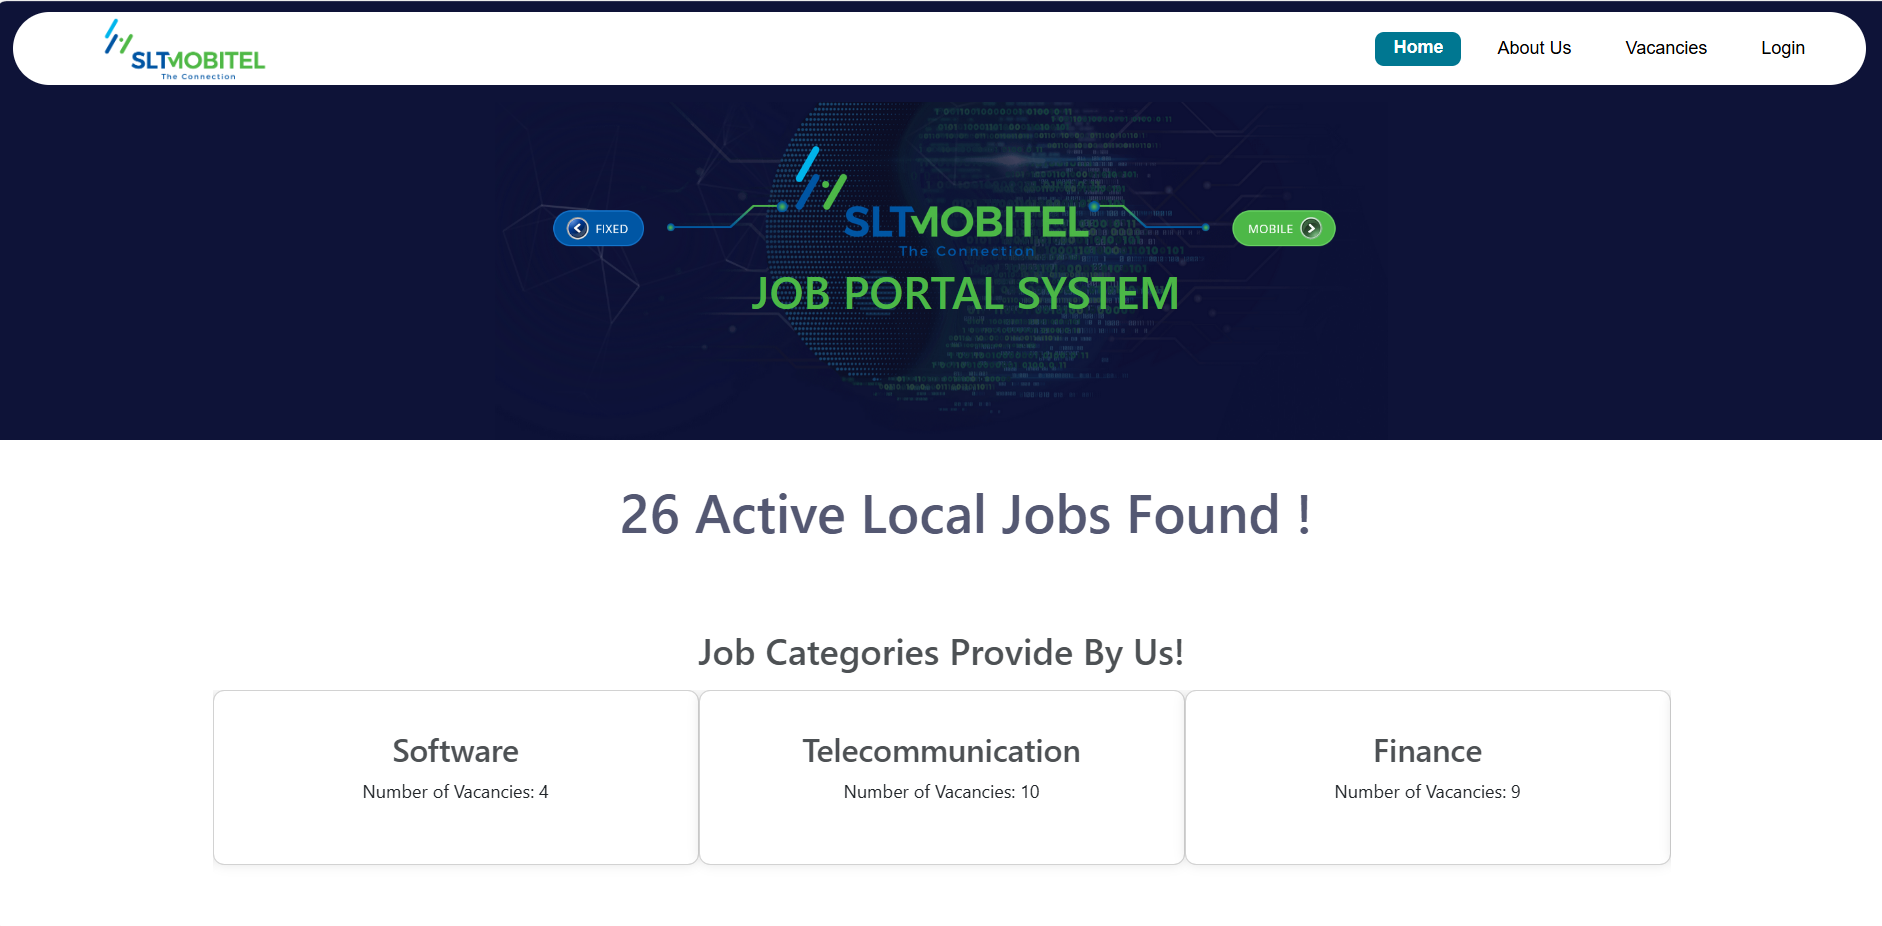 SLTMOBITEL
The Connection
Home
About Us
Vacancies
Login
FIXED
SLTMOBITEL
The Connection
MOBILE
JOB PORTAL SYSTEM
26 Active Local Jobs Found !
Job Categories Provide By Us!
Software
Number of Vacancies: 4
Telecommunication
Number of Vacancies: 10
Finance
Number of Vacancies: 9